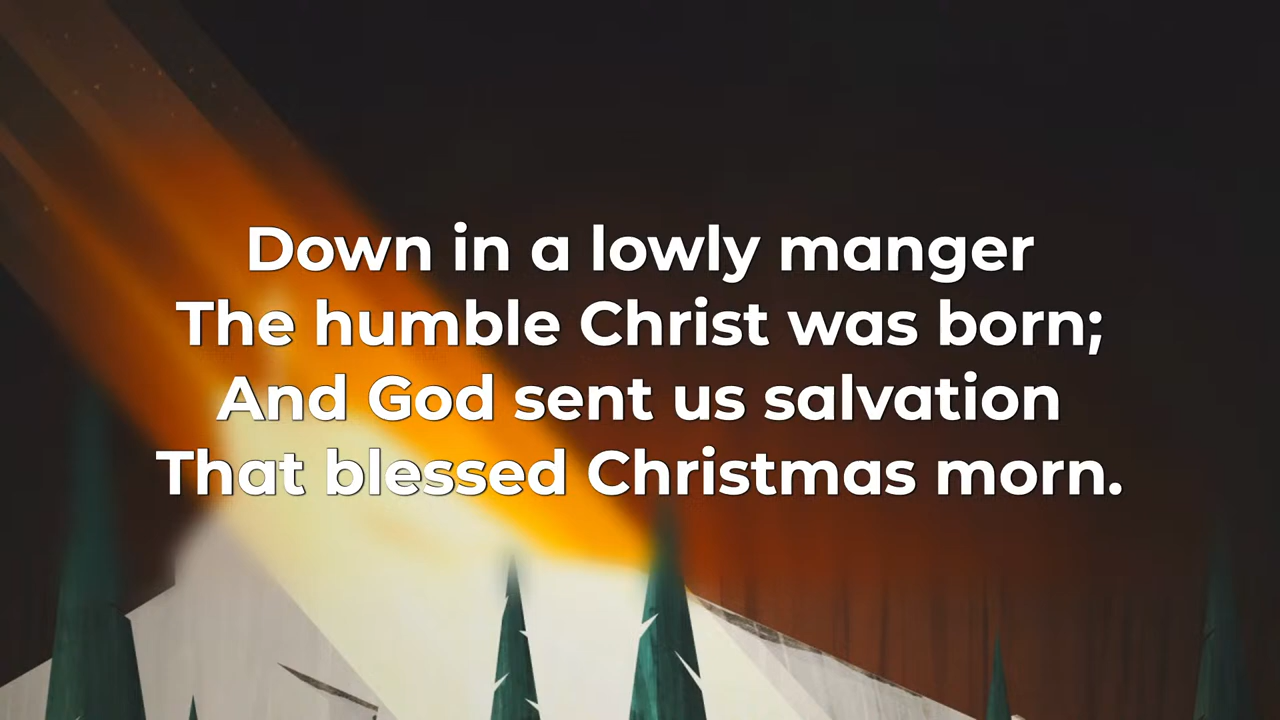 Down in a lowly manger
The humble Christ was born;
And God sent us salvation
That blessed Christmas morn.